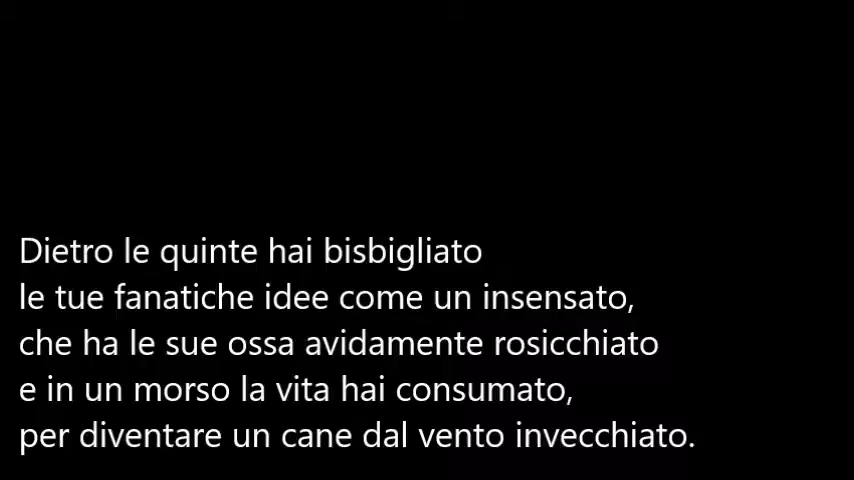 Dietro le quinte hai bisbigliato
le tue fanatiche idee come un insensato,
che ha le sue ossa avidamente rosicchiato
e in un morso la vita hai consumato,
per diventare un cane dal vento invecchiato.